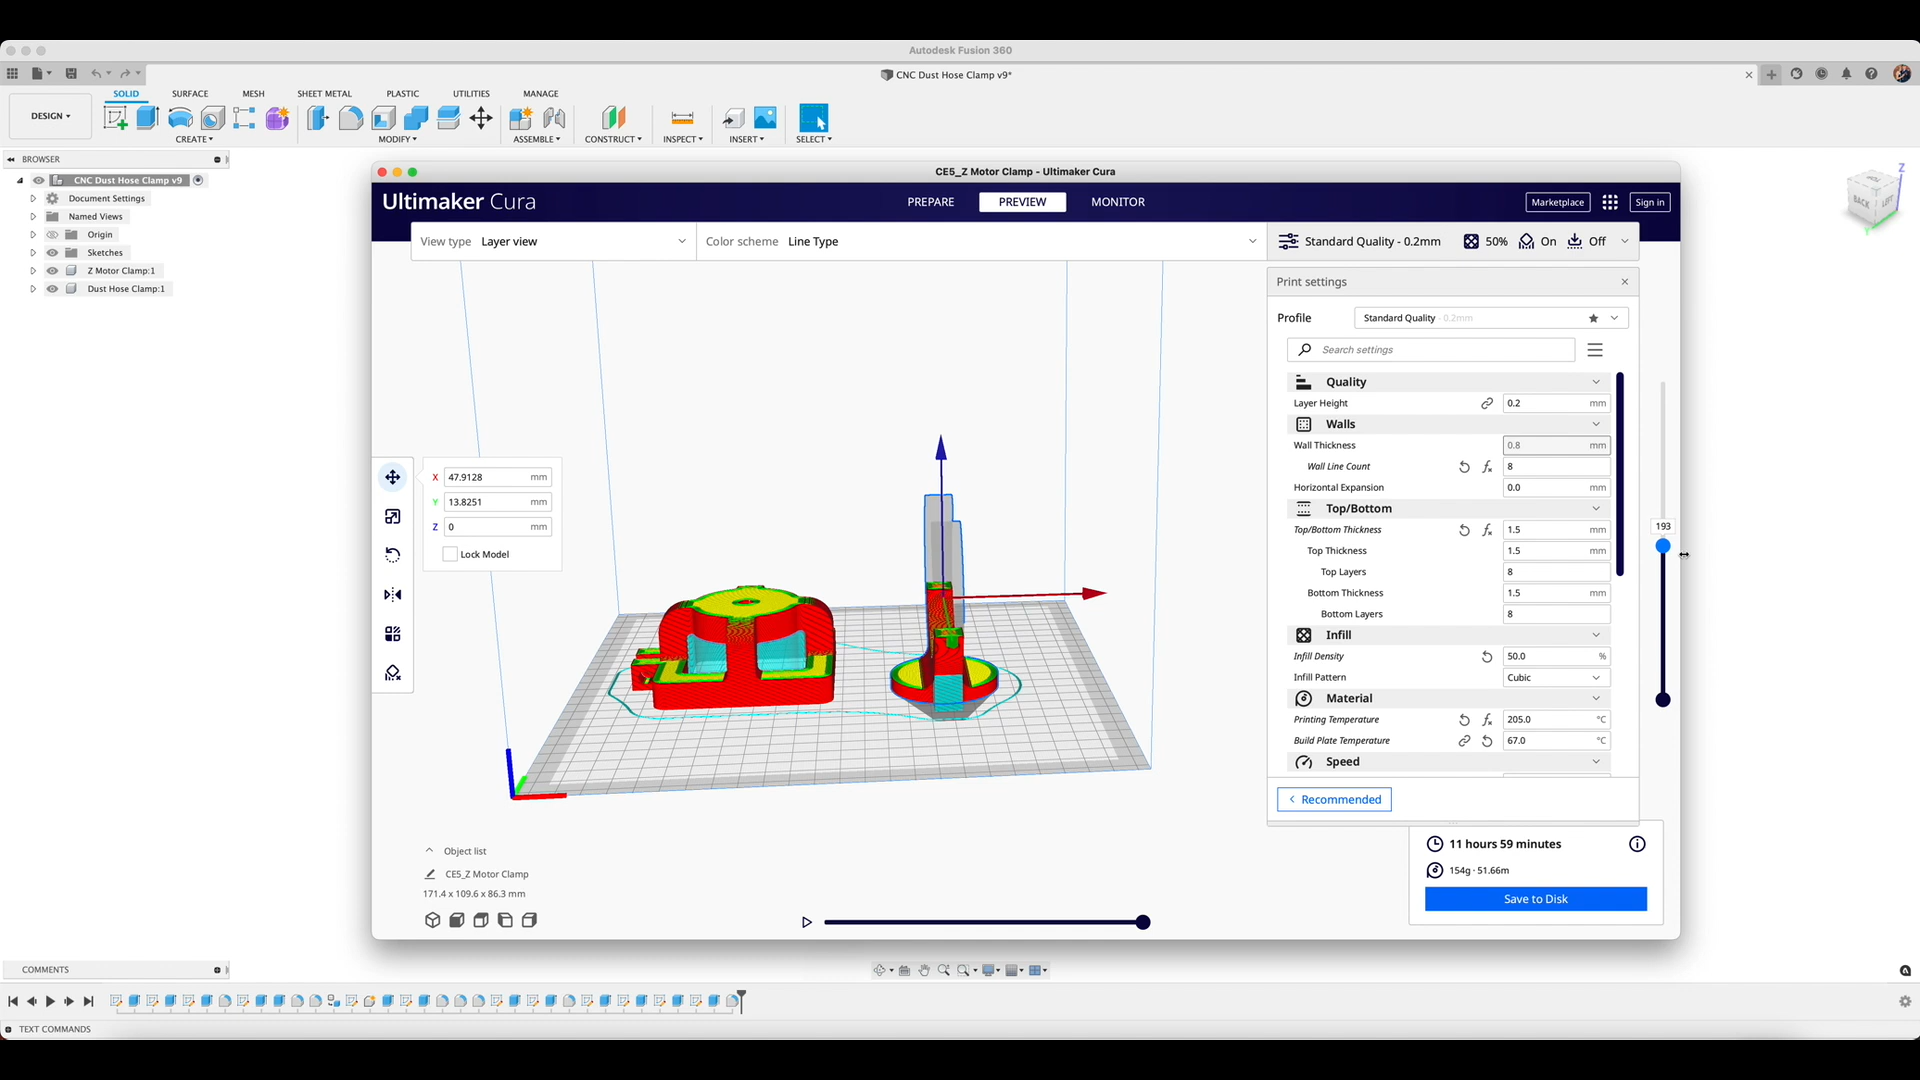 Autodesk Fusion 360
CNC Dust Hose Clamp v9*
SOLID SURFACE MESH SHEET METAL PLASTIC UTILITIES MANAGE
DESIGN
CREATE MODIFY ASSEMBLE CONSTRUCT INSPECT INSERT SELECT
BROWSER
CNC Dust Hose Clamp v9
Document Settings
Named Views
Origin
Sketches
Z Motor Clamp:1
Dust Hose Clamp:1
Z
BACK LEFT
CE5_Z Motor Clamp - Ultimaker Cura
Ultimaker Cura
PREPARE PREVIEW MONITOR
Marketplace
Sign in
View type Layer view
Color scheme Line Type
Standard Quality - 0.2mm 50% On Off
Print settings
Profile Standard Quality - 0.2mm
Search settings
Quality
Layer Height 0.2 mm
Walls
Wall Thickness 0.8 mm
Wall Line Count 8
Horizontal Expansion 0.0 mm
Top/Bottom
Top/Bottom Thickness 1.5 mm
Top Thickness 1.5 mm
Top Layers 8
Bottom Thickness 1.5 mm
Bottom Layers 8
Infill
Infill Density 50.0 %
Infill Pattern Cubic
Material
Printing Temperature 205.0 °C
Build Plate Temperature 67.0 °C
Speed
Recommended
193
X 47.9128 mm
Y 13.8251 mm
Z 0 mm
Lock Model
Object list
CE5_Z Motor Clamp
171.4 x 109.6 x 86.3 mm
11 hours 59 minutes
154g · 51.66m
Save to Disk
COMMENTS
TEXT COMMANDS